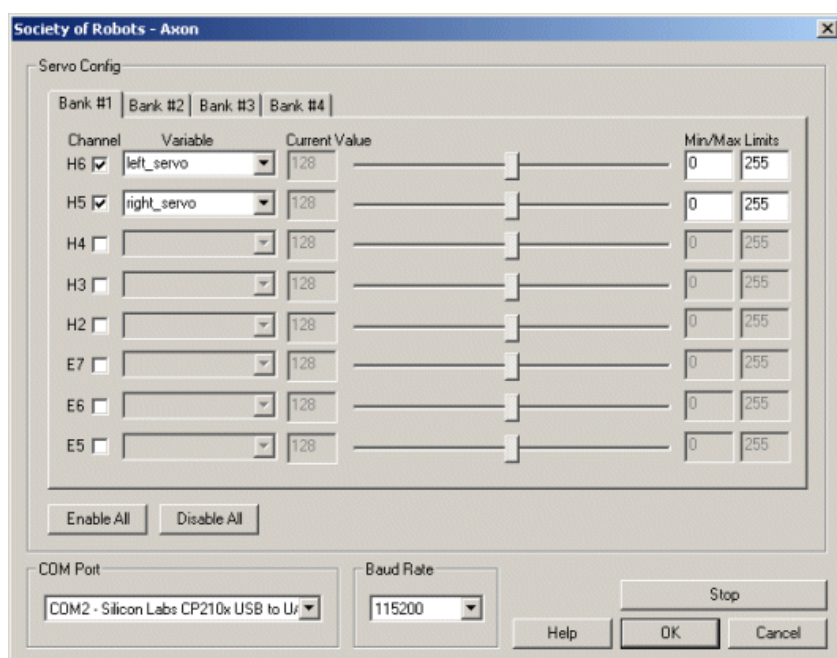 Society of Robots - Axon
Servo Config
Bank #1 Bank #2 Bank #3 Bank #4
Channel Variable Current Value Min/Max Limits
H6 left_servo 128 0 255
H5 right_servo 128 0 255
H4 128 0 255
H3 128 0 255
H2 128 0 255
E7 128 0 255
E6 128 0 255
E5 128 0 255
Enable All Disable All
COM Port Baud Rate
COM2 - Silicon Labs CP210x USB to UA 115200 Stop
Help OK Cancel